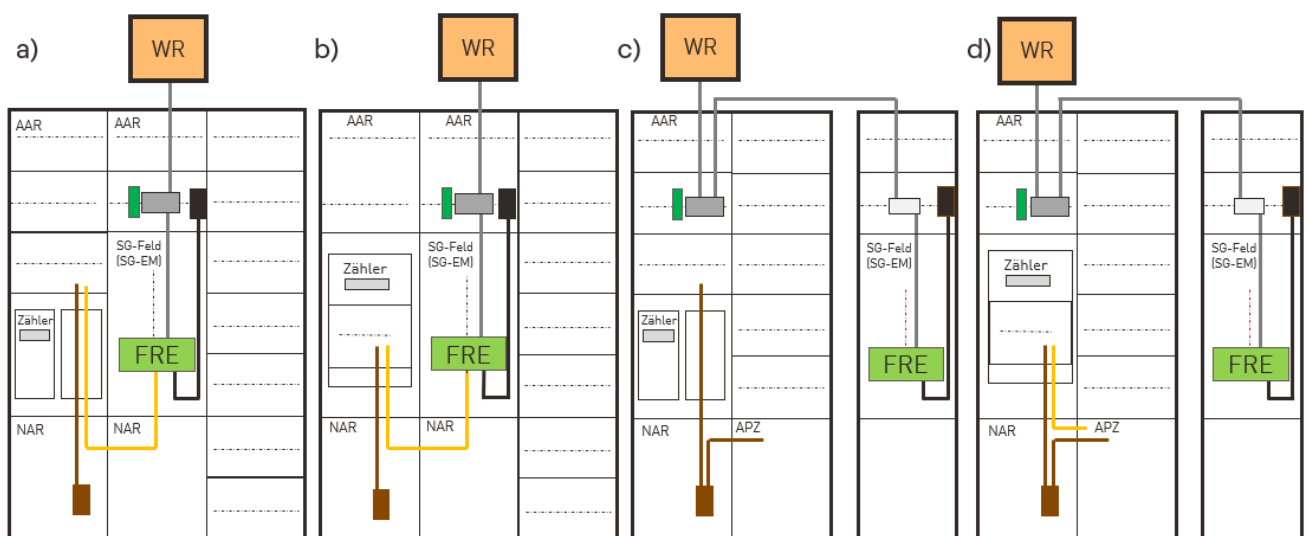 a)
WR
AAR
AAR
SG-Feld
(SG-EM)
Zähler
FRE
NAR
NAR
b)
WR
AAR
AAR
SG-Feld
(SG-EM)
Zähler
FRE
NAR
NAR
c)
WR
AAR
SG-Feld
(SG-EM)
Zähler
FRE
NAR
APZ
d)
WR
AAR
SG-Feld
(SG-EM)
Zähler
FRE
NAR
APZ